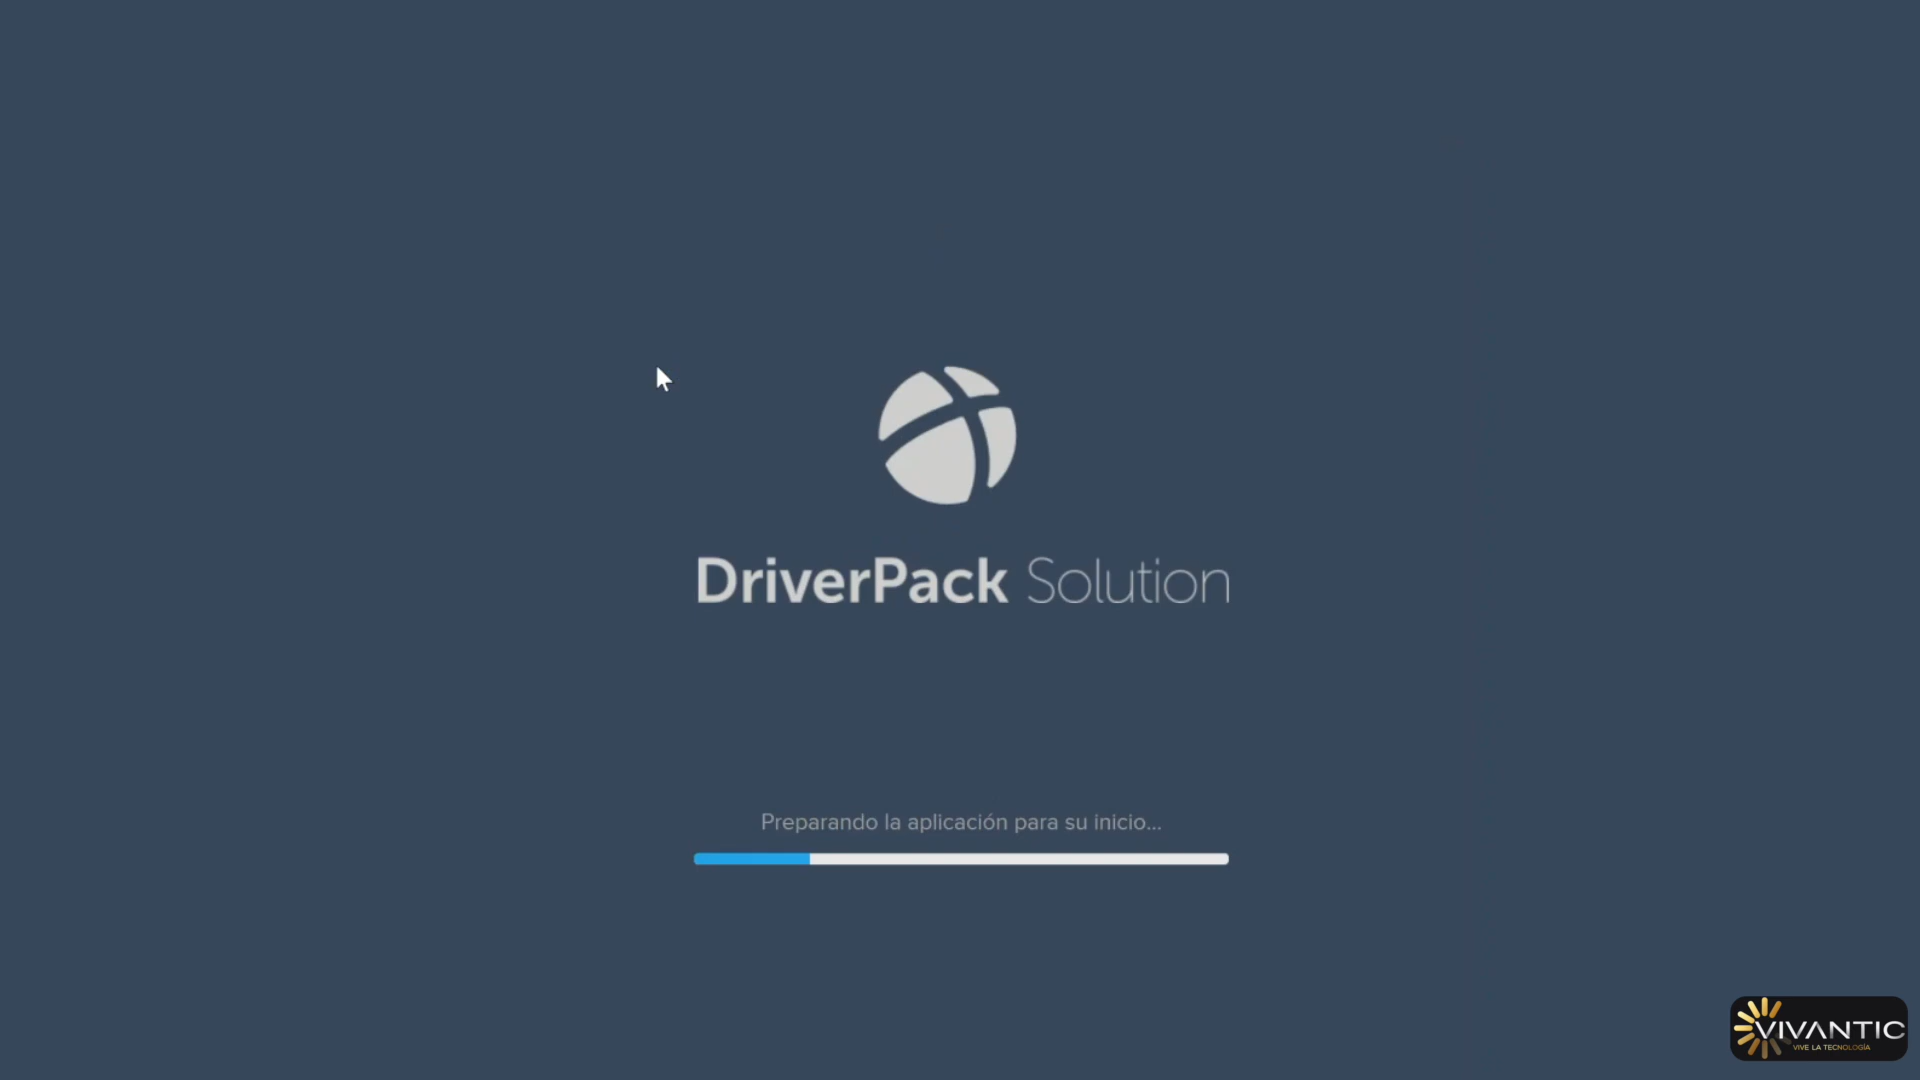 DriverPack Solution
Preparando la aplicación para su inicio...
VIVANTIC
VIVE LA TECNOLOGÍA